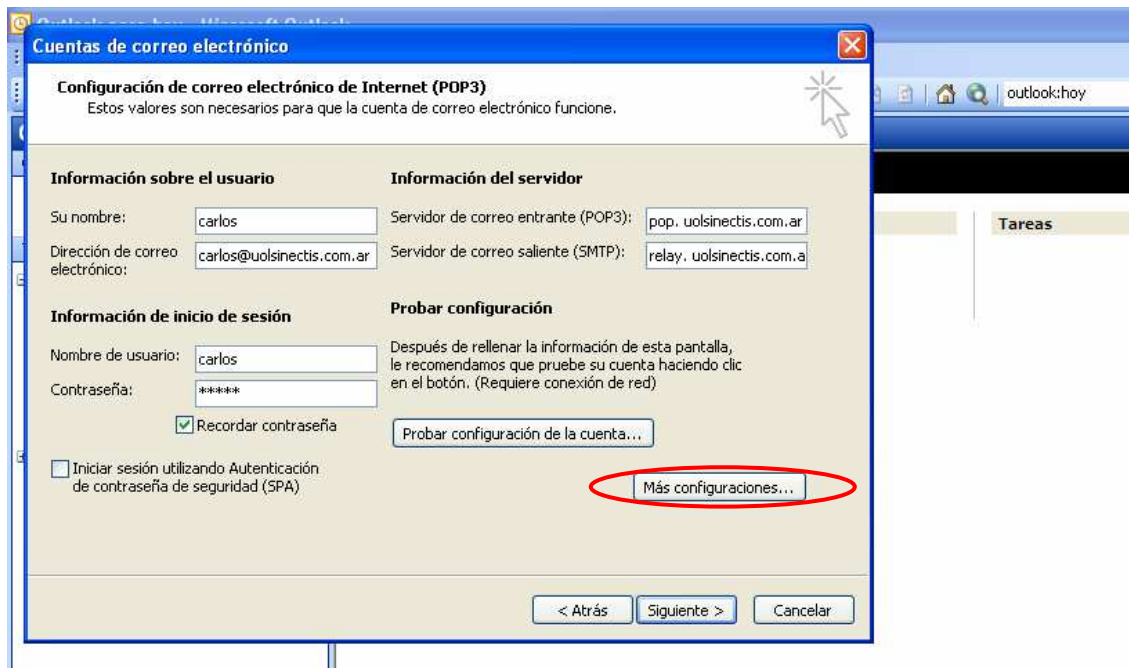 Cuentas de correo electrónico
Configuración de correo electrónico de Internet (POP3)
Estos valores son necesarios para que la cuenta de correo electrónico funcione.
outlook:hoy
Información sobre el usuario
Su nombre:
carlos
Dirección de correo
electrónico:
carlos@uolsinectis.com.ar
Información del servidor
Servidor de correo entrante (POP3):
pop. uolsinectis.com.ar
Servidor de correo saliente (SMTP):
relay. uolsinectis.com.a
Tareas
Información de inicio de sesión
Nombre de usuario:
carlos
Contraseña:
*****
Recordar contraseña
Iniciar sesión utilizando Autenticación
de contraseña de seguridad (SPA)
Probar configuración
Después de rellenar la información de esta pantalla,
le recomendamos que pruebe su cuenta haciendo clic
en el botón. (Requiere conexión de red)
Probar configuración de la cuenta...
Más configuraciones...
< Atrás
Siguiente >
Cancelar